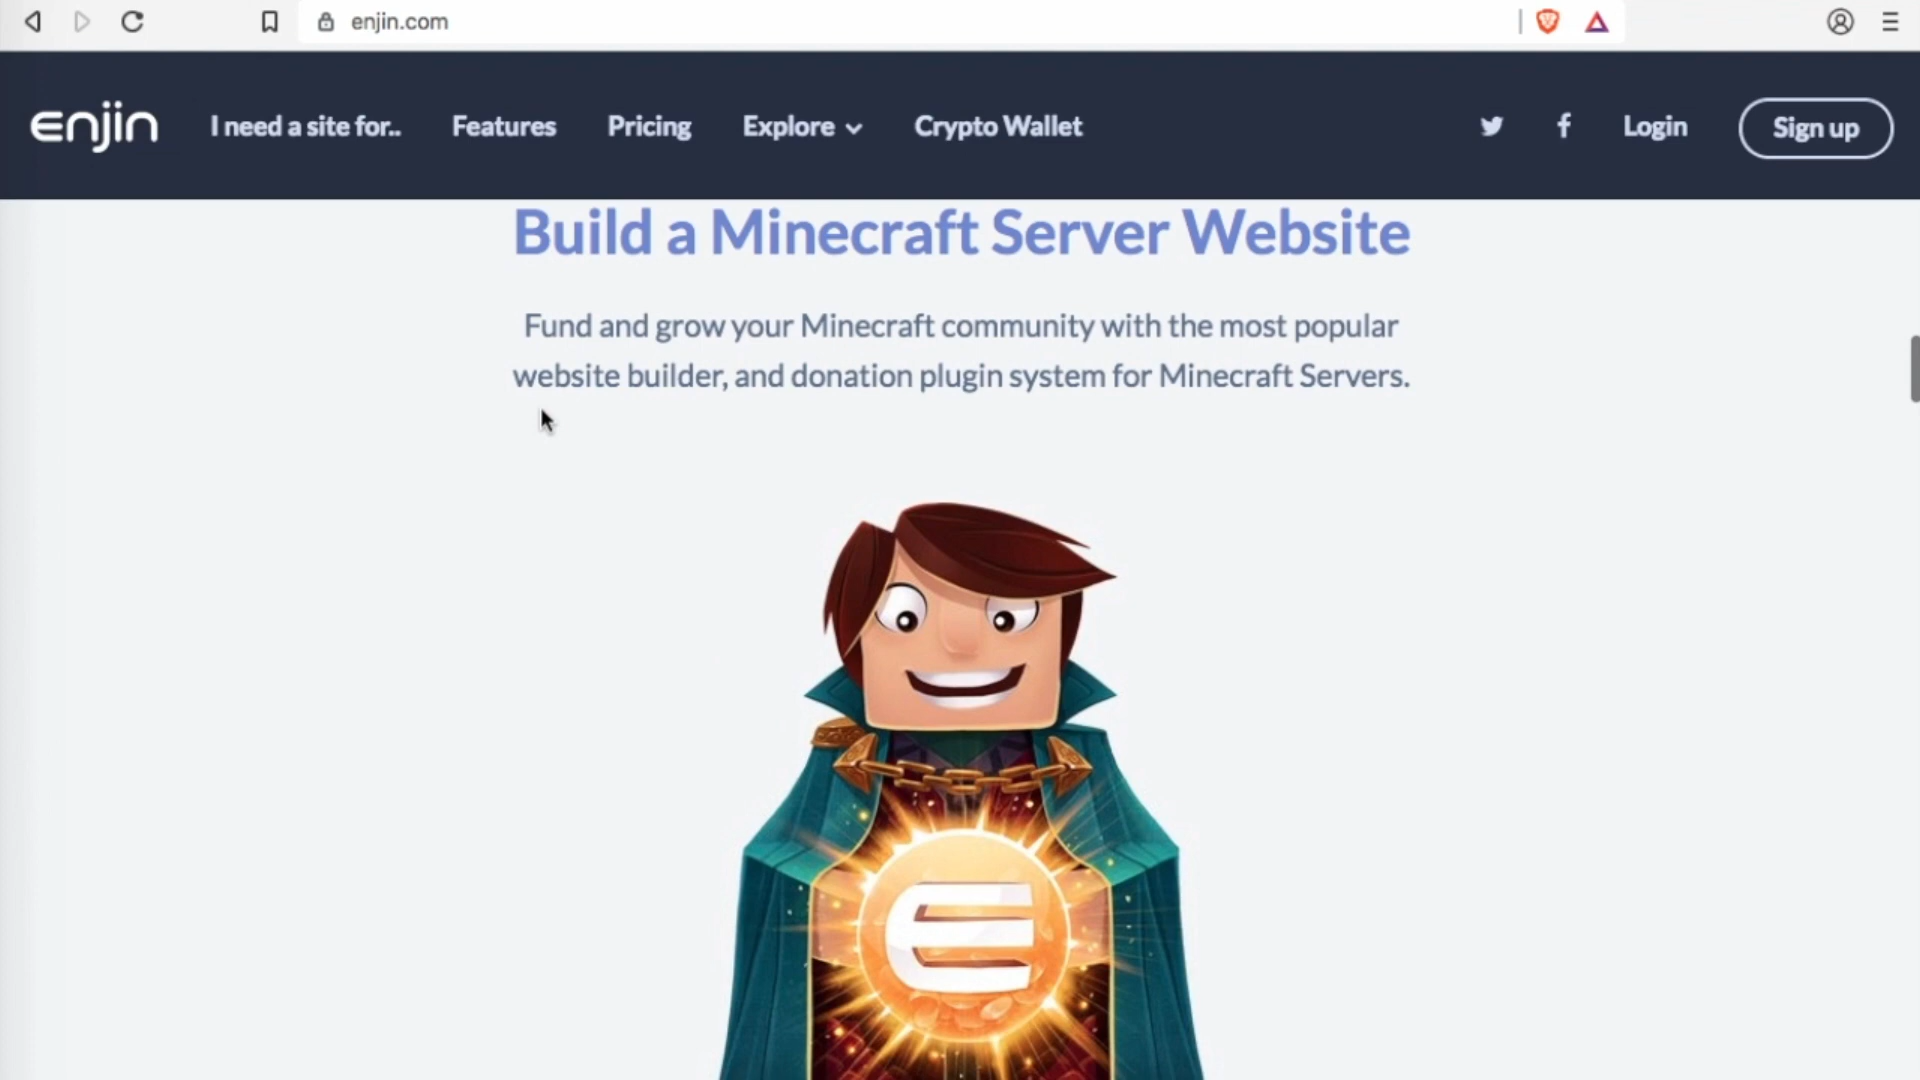 enjin.com
enjin
I need a site for..
Features
Pricing
Explore
Crypto Wallet
Login
Sign up
Build a Minecraft Server Website
Fund and grow your Minecraft community with the most popular
website builder, and donation plugin system for Minecraft Servers.